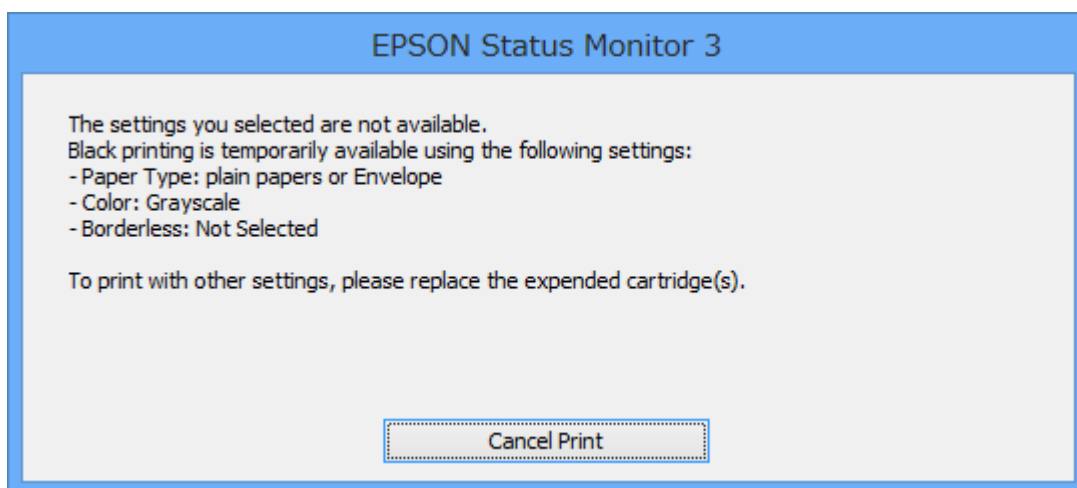 EPSON Status Monitor 3
The settings you selected are not available.
Black printing is temporarily available using the following settings:
- Paper Type: plain papers or Envelope
- Color: Grayscale
- Borderless: Not Selected
To print with other settings, please replace the expended cartridge(s).
Cancel Print